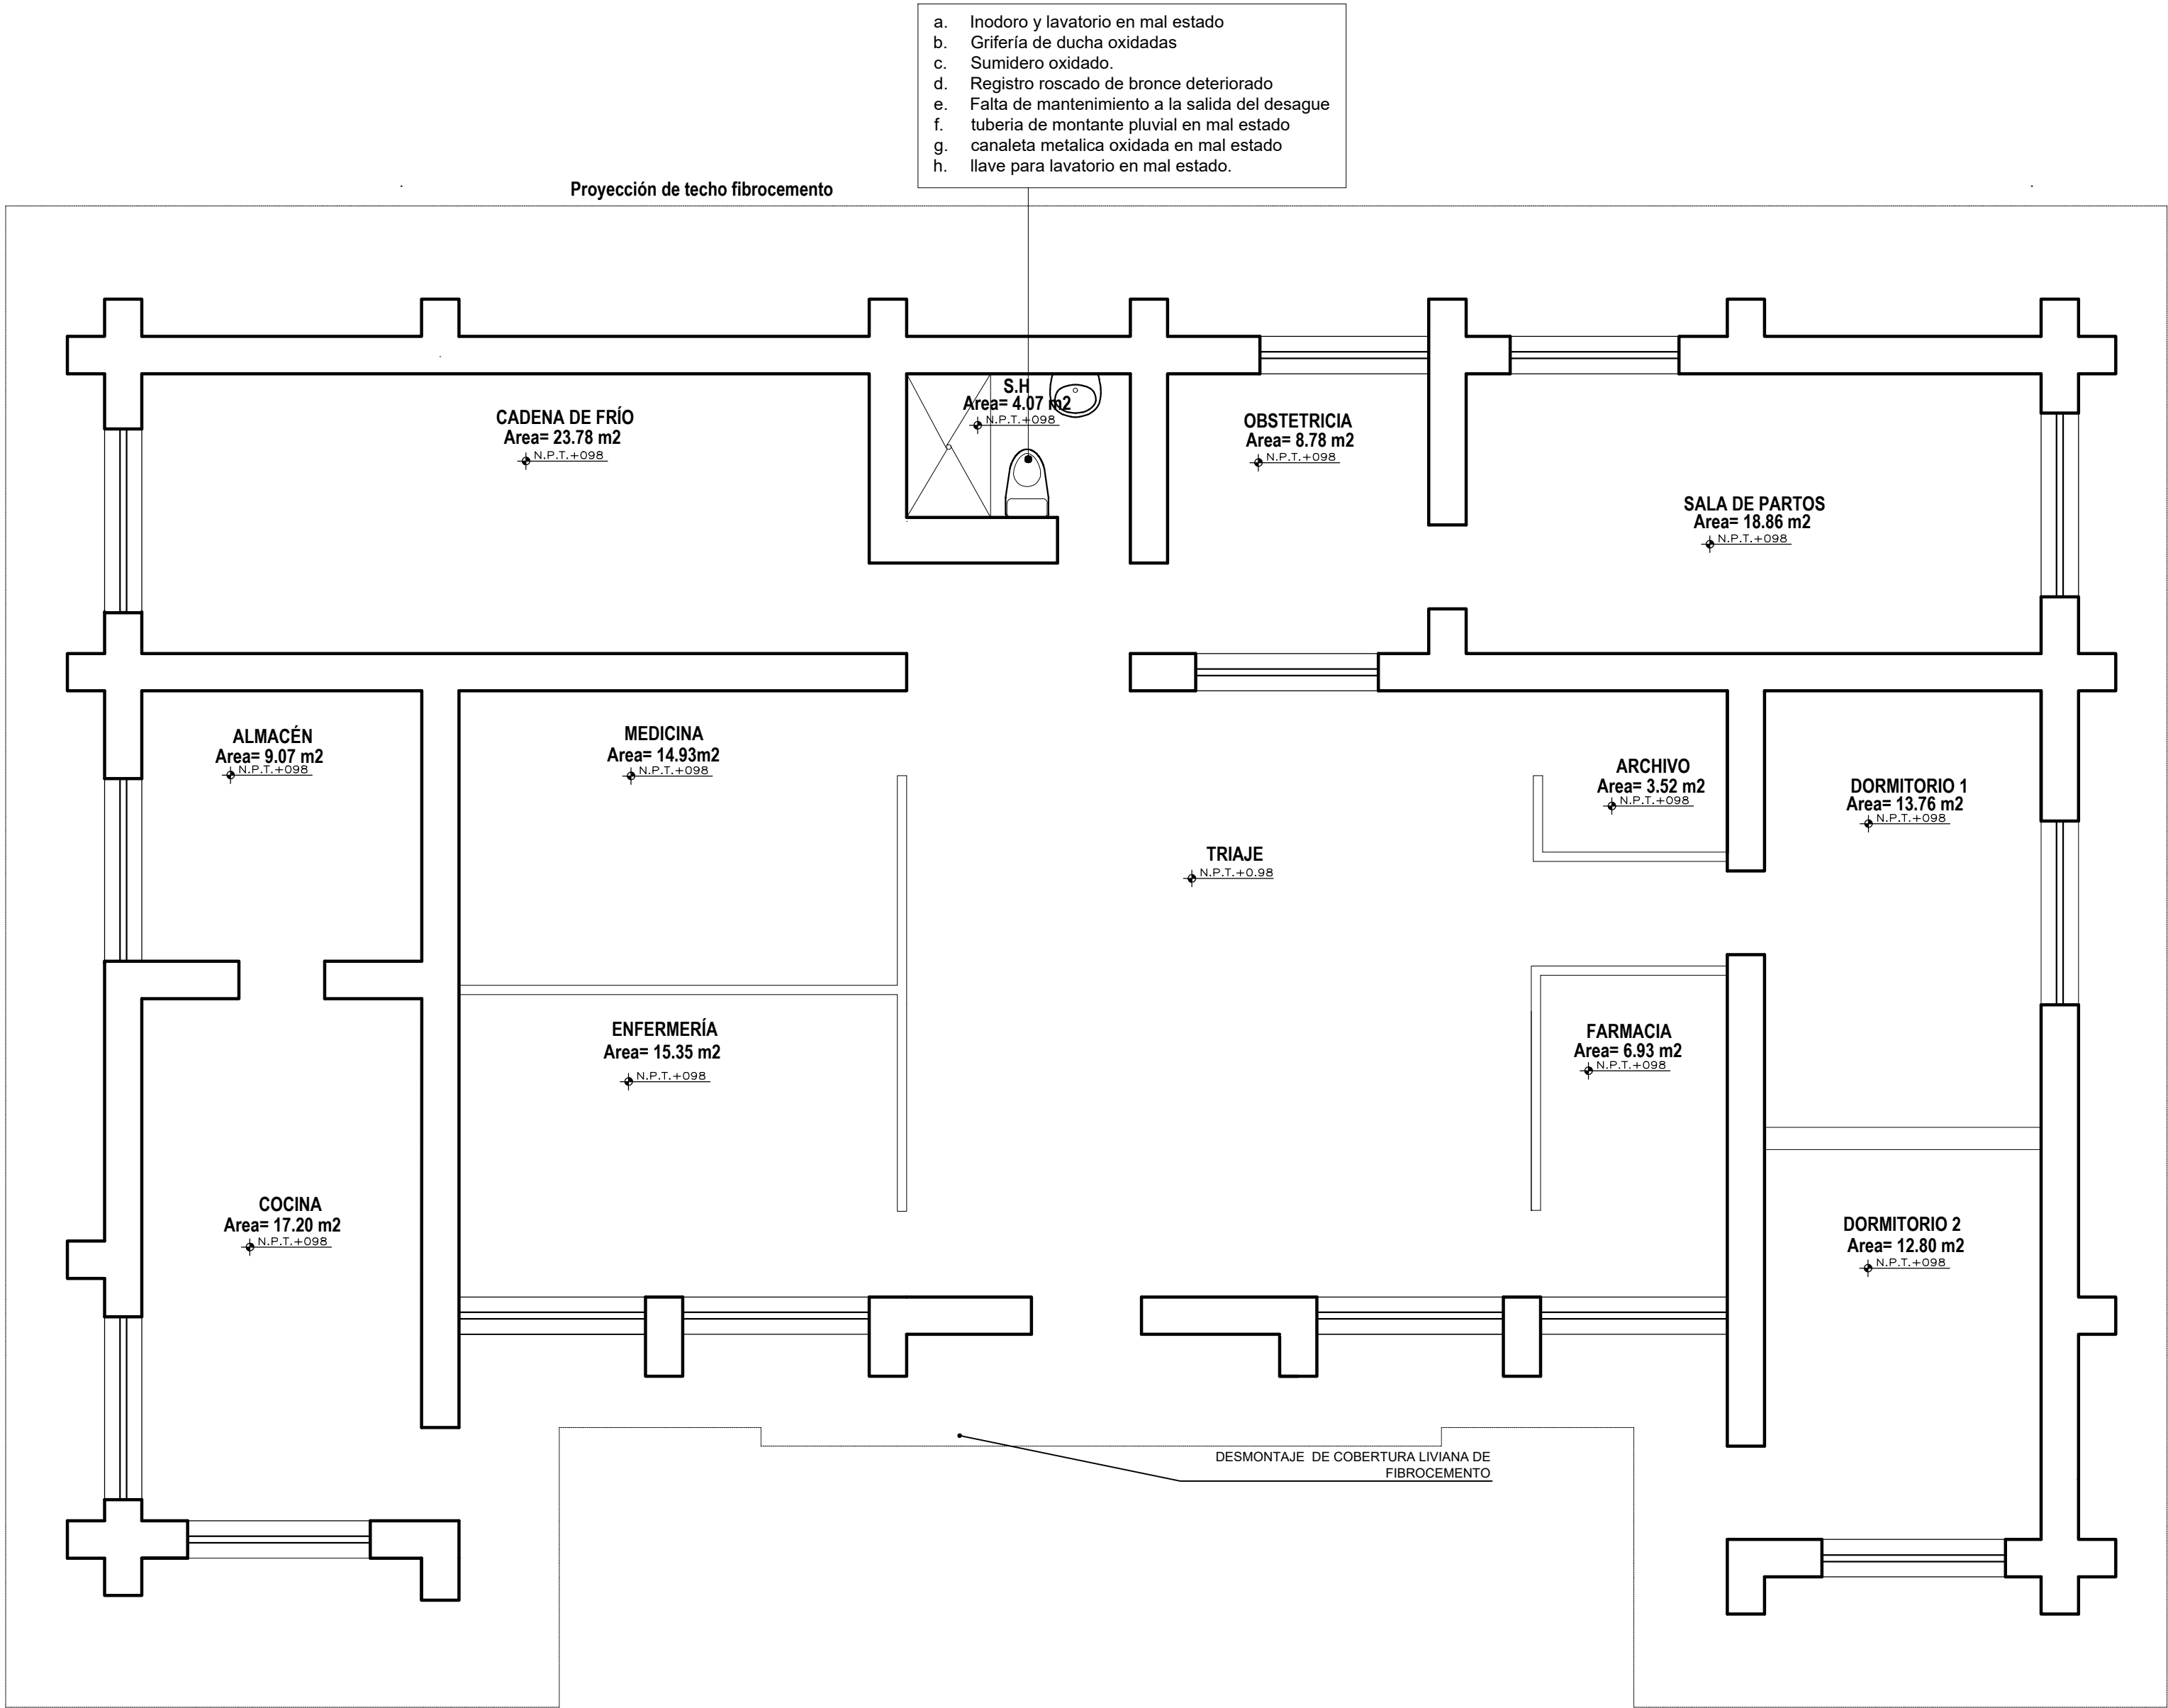 a. Inodoro y lavatorio en mal estado
b. Grifería de ducha oxidadas
c. Sumidero oxidado.
d. Registro roscado de bronce deteriorado
e. Falta de mantenimiento a la salida del desague
f. tuberia de montante pluvial en mal estado
g. canaleta metalica oxidada en mal estado
h. llave para lavatorio en mal estado.
Proyección de techo fibrocemento
CADENA DE FRÍO
Area= 23.78 m2
N.P.T.+098
S.H
Area= 4.07 m2
N.P.T.+098
OBSTETRICIA
Area= 8.78 m2
N.P.T.+098
SALA DE PARTOS
Area= 18.86 m2
N.P.T.+098
ALMACÉN
Area= 9.07 m2
N.P.T.+098
MEDICINA
Area= 14.93m2
N.P.T.+098
ARCHIVO
Area= 3.52 m2
N.P.T.+098
DORMITORIO 1
Area= 13.76 m2
N.P.T.+098
TRIAJE
N.P.T.+0.98
ENFERMERÍA
Area= 15.35 m2
N.P.T.+098
FARMACIA
Area= 6.93 m2
N.P.T.+098
COCINA
Area= 17.20 m2
N.P.T.+098
DORMITORIO 2
Area= 12.80 m2
N.P.T.+098
DESMONTAJE DE COBERTURA LIVIANA DE
FIBROCEMENTO